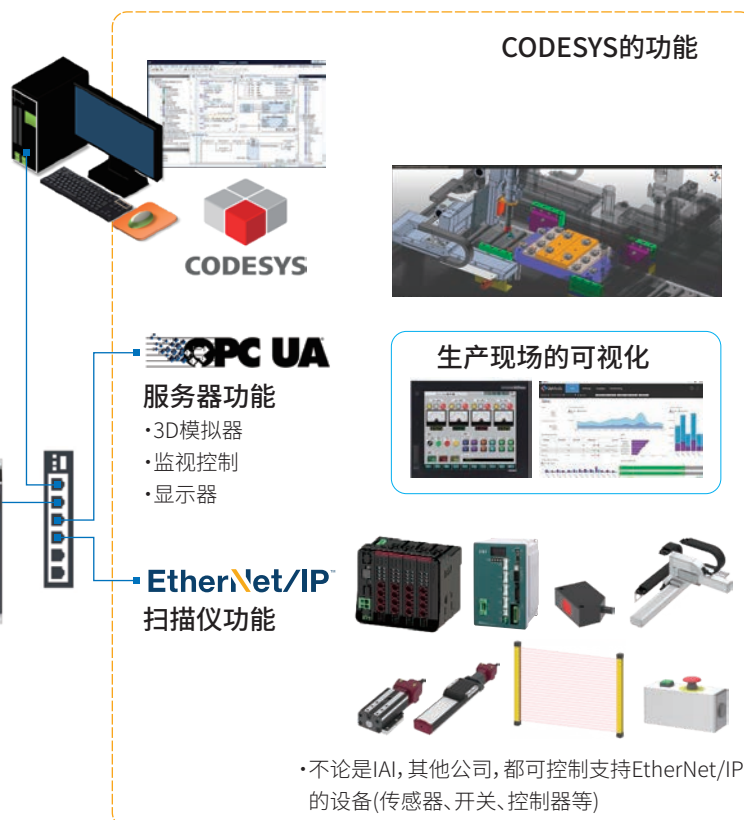 CODESYS的功能
CODESYS
OPC UA
服务器功能
・3D模拟器
・监视控制
・显示器
生产现场的可视化
EtherNet/IP™
扫描仪功能
・不论是IAI，其他公司，都可控制支持EtherNet/IP
的设备(传感器、开关、控制器等)